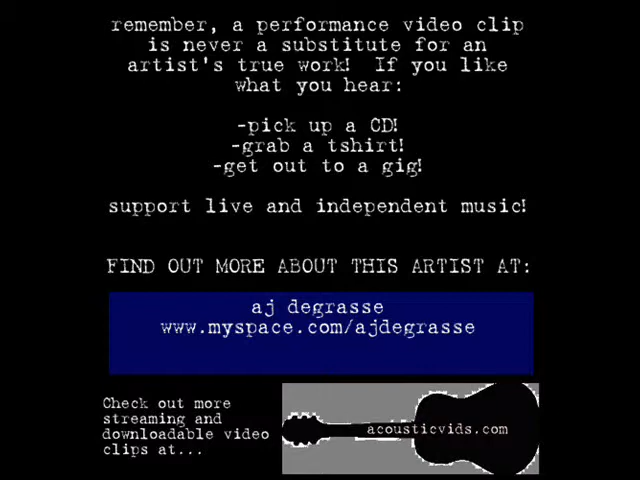 remember, a performance video clip
is never a substitute for an
artist's true work!  If you like
what you hear:
-pick up a CD!
-grab a tshirt!
-get out to a gig!
support live and independent music!
FIND OUT MORE ABOUT THIS ARTIST AT:
aj degrasse
www.myspace.com/ajdegrasse
Check out more
streaming and
downloadable video
clips at...
acousticvids.com